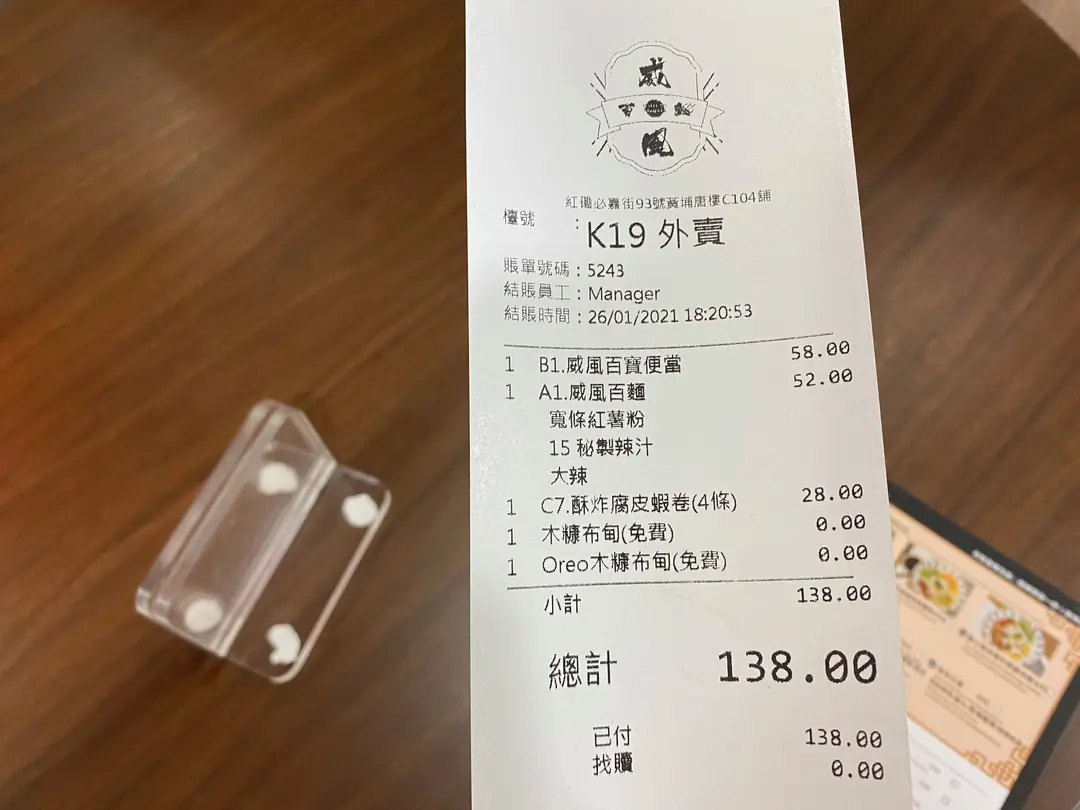 威
風
紅磡必嘉街93號黃埔唐樓C104舖
檯號 : K19 外賣
賬單號碼 : 5243
結賬員工 : Manager
結賬時間 : 26/01/2021 18:20:53
1 B1.威風百寶便當 58.00
1 A1.威風百麵 52.00
寬條紅薯粉
15 秘製辣汁
大辣
1 C7.酥炸腐皮蝦卷(4條) 28.00
1 木糠布甸(免費) 0.00
1 Oreo木糠布甸(免費) 0.00
小計 138.00
總計 138.00
已付 138.00
找贖 0.00